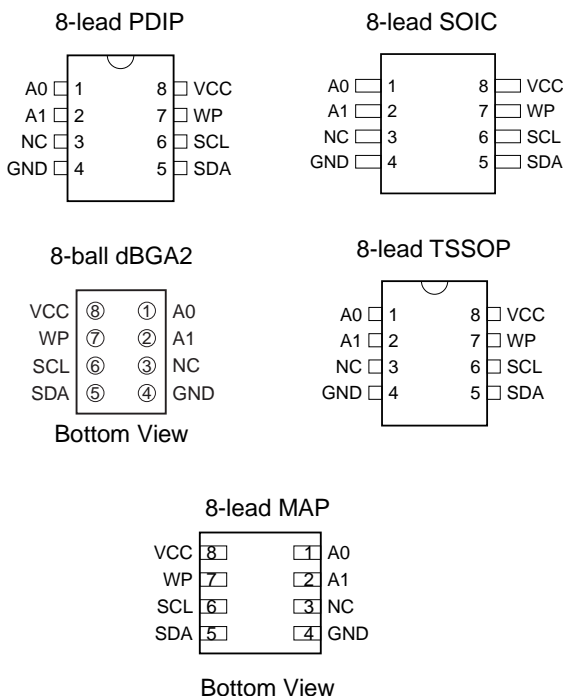 8-lead PDIP
A0 1 8 VCC
A1 2 7 WP
NC 3 6 SCL
GND 4 5 SDA
8-lead SOIC
A0 1 8 VCC
A1 2 7 WP
NC 3 6 SCL
GND 4 5 SDA
8-ball dBGA2
VCC 8 1 A0
WP 7 2 A1
SCL 6 3 NC
SDA 5 4 GND
Bottom View
8-lead TSSOP
A0 1 8 VCC
A1 2 7 WP
NC 3 6 SCL
GND 4 5 SDA
8-lead MAP
VCC 8 1 A0
WP 7 2 A1
SCL 6 3 NC
SDA 5 4 GND
Bottom View